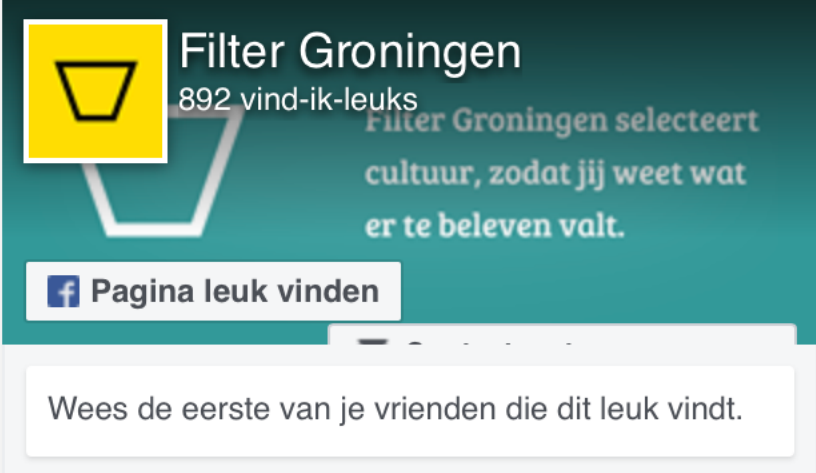 Filter Groningen
892 vind-ik-leuks
Filter Groningen selecteert
cultuur, zodat jij weet wat
er te beleven valt.
Pagina leuk vinden
Wees de eerste van je vrienden die dit leuk vindt.